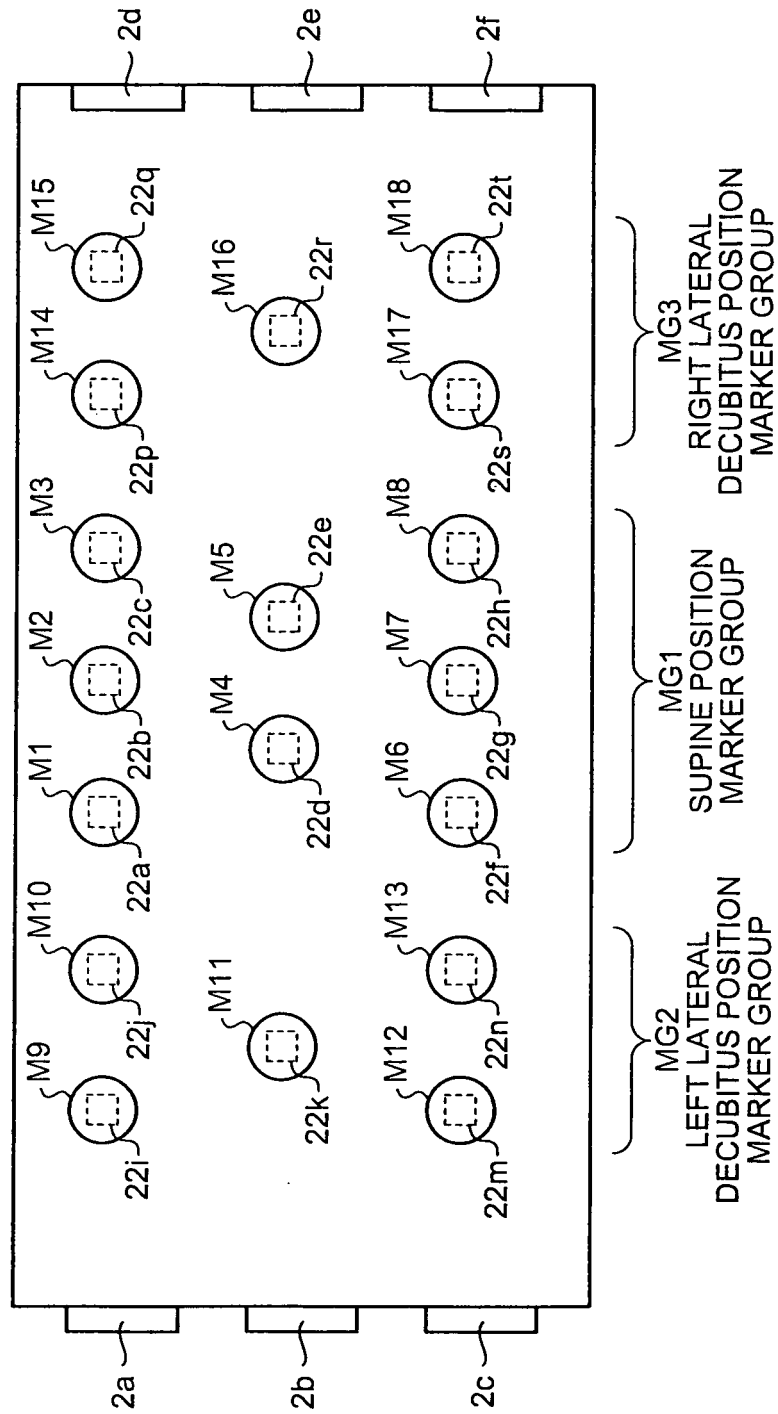 2d
2e
2f
M15
22q
M16
22r
M18
22t
M14
22p
M17
22s
M3
22c
M5
22e
M8
22h
M2
22b
M4
22d
M7
22g
M1
22a
M6
22f
M10
22j
M11
22k
M13
22n
M9
22i
M12
22m
2a
2b
2c
MG2
LEFT LATERAL
DECUBITUS POSITION
MARKER GROUP
MG1
SUPINE POSITION
MARKER GROUP
MG3
RIGHT LATERAL
DECUBITUS POSITION
MARKER GROUP